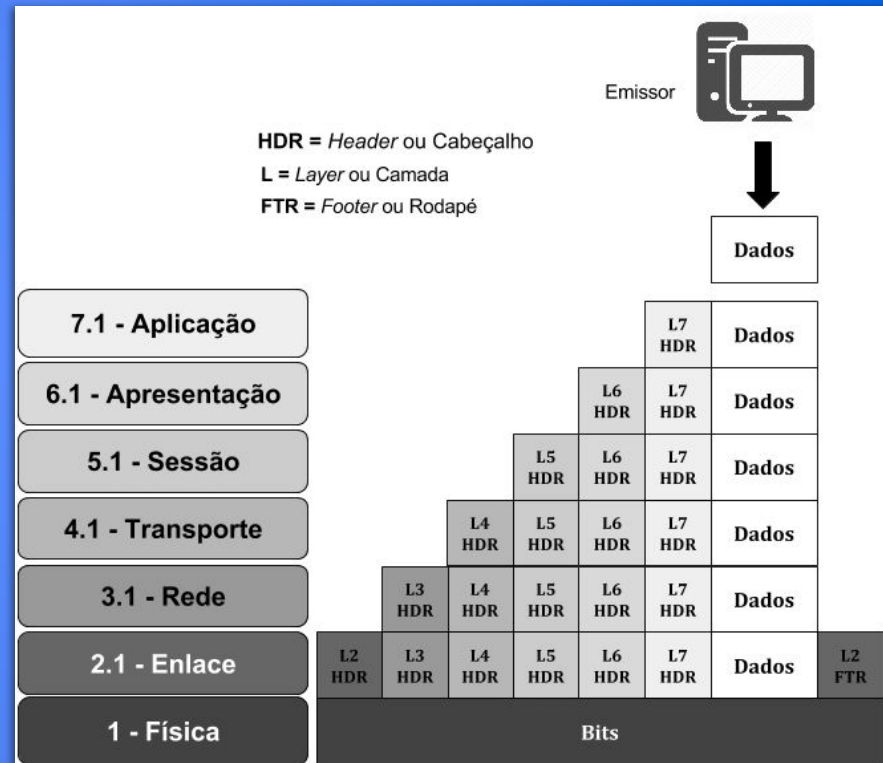 Emissor
HDR = Header ou Cabeçalho
L = Layer ou Camada
FTR = Footer ou Rodapé
Dados
7.1 - Aplicação
L7 HDR Dados
6.1 - Apresentação
L6 HDR L7 HDR Dados
5.1 - Sessão
L5 HDR L6 HDR L7 HDR Dados
4.1 - Transporte
L4 HDR L5 HDR L6 HDR L7 HDR Dados
3.1 - Rede
L3 HDR L4 HDR L5 HDR L6 HDR L7 HDR Dados
2.1 - Enlace
L2 HDR L3 HDR L4 HDR L5 HDR L6 HDR L7 HDR Dados L2 FTR
1 - Física
Bits